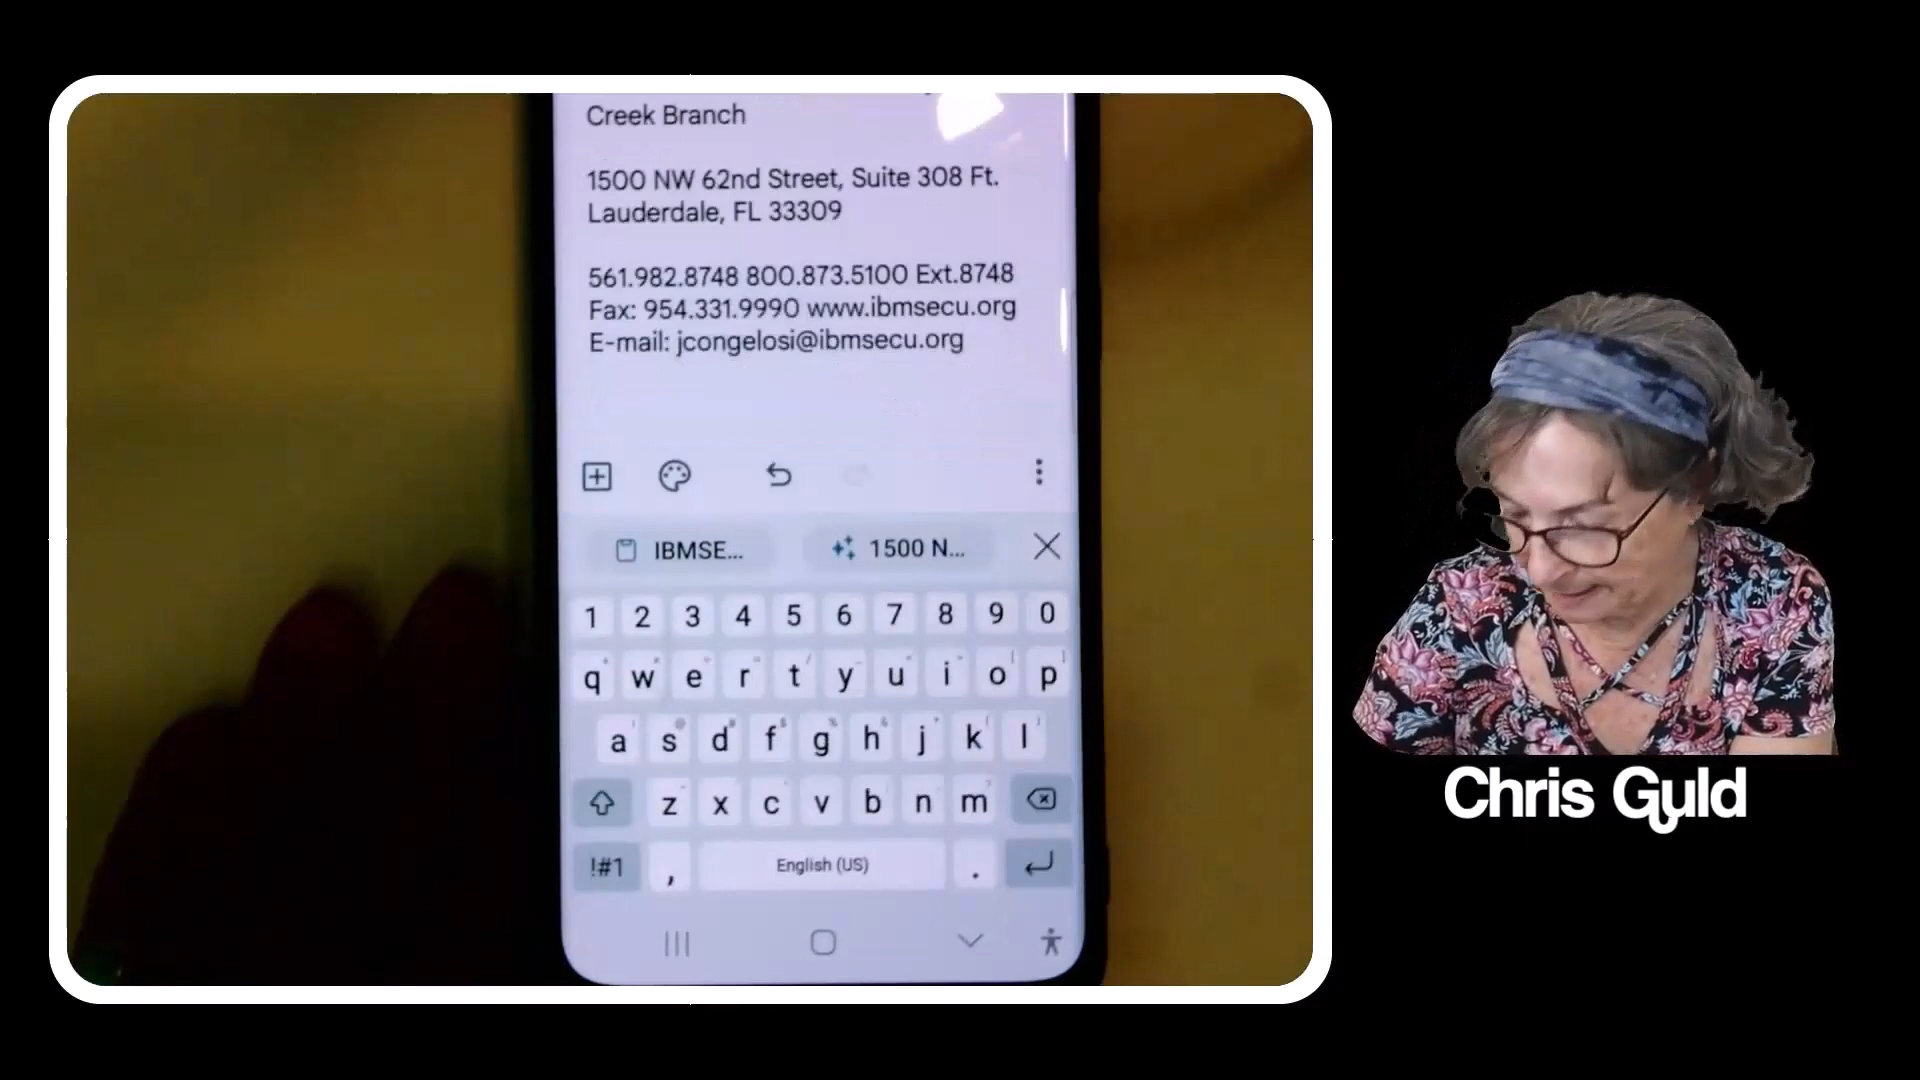 Creek Branch
1500 NW 62nd Street, Suite 308 Ft.
Lauderdale, FL 33309
561.982.8748 800.873.5100 Ext.8748
Fax: 954.331.9990 www.ibmsecu.org
E-mail: jcongelosi@ibmsecu.org
IBMSE... 1500 N...
1 2 3 4 5 6 7 8 9 0
q w e r t y u i o p
a s d f g h j k l
z x c v b n m
!#1 , English (US) .
Chris Guld